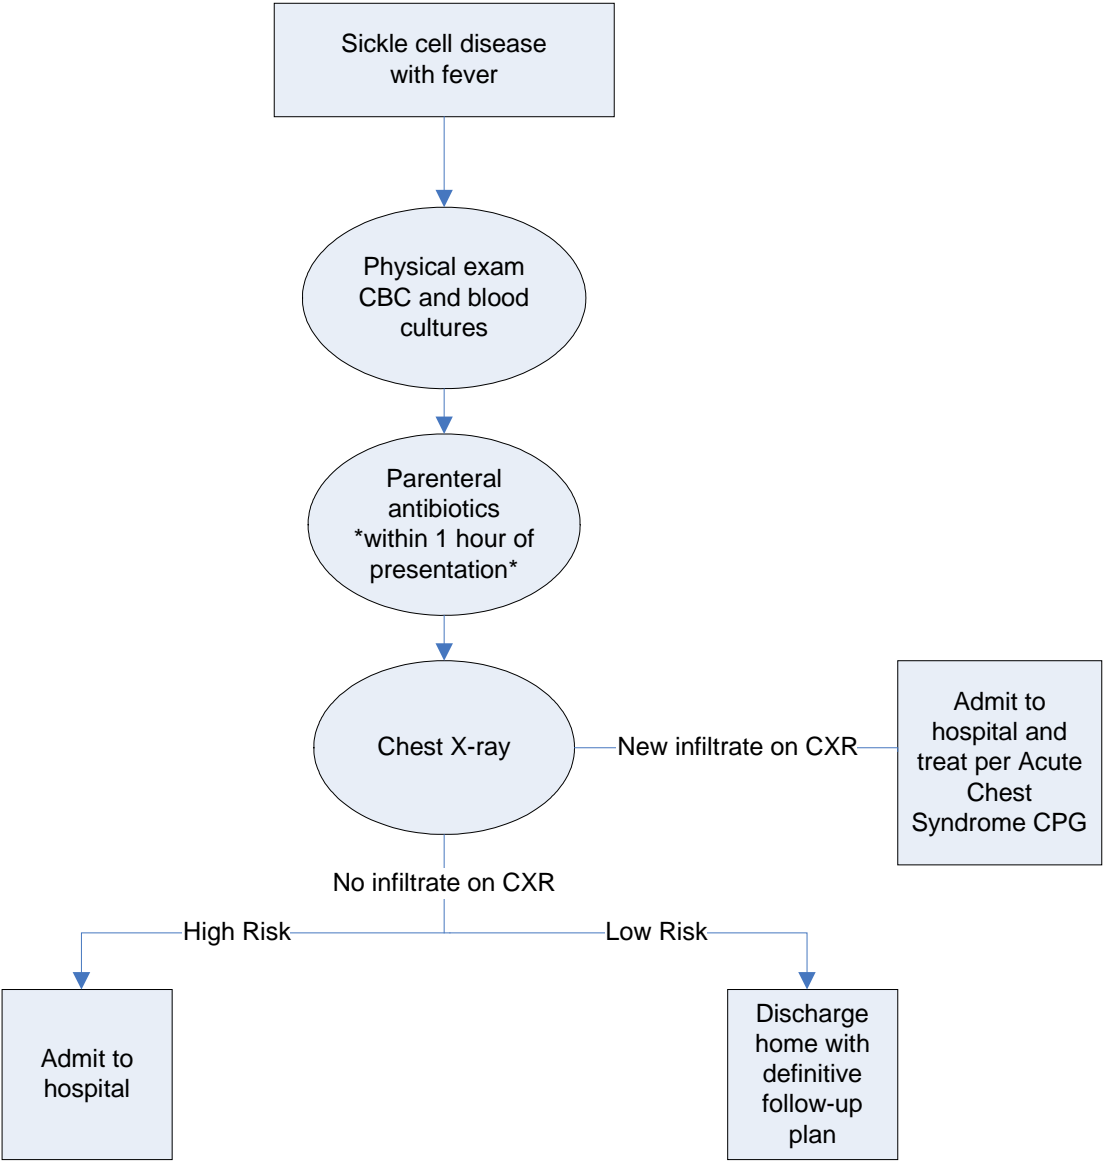 Sickle cell disease
with fever
Physical exam
CBC and blood
cultures
Parenteral
antibiotics
*within 1 hour of
presentation*
Chest X-ray
New infiltrate on CXR
Admit to
hospital and
treat per Acute
Chest
Syndrome CPG
No infiltrate on CXR
High Risk
Low Risk
Admit to
hospital
Discharge
home with
definitive
follow-up
plan